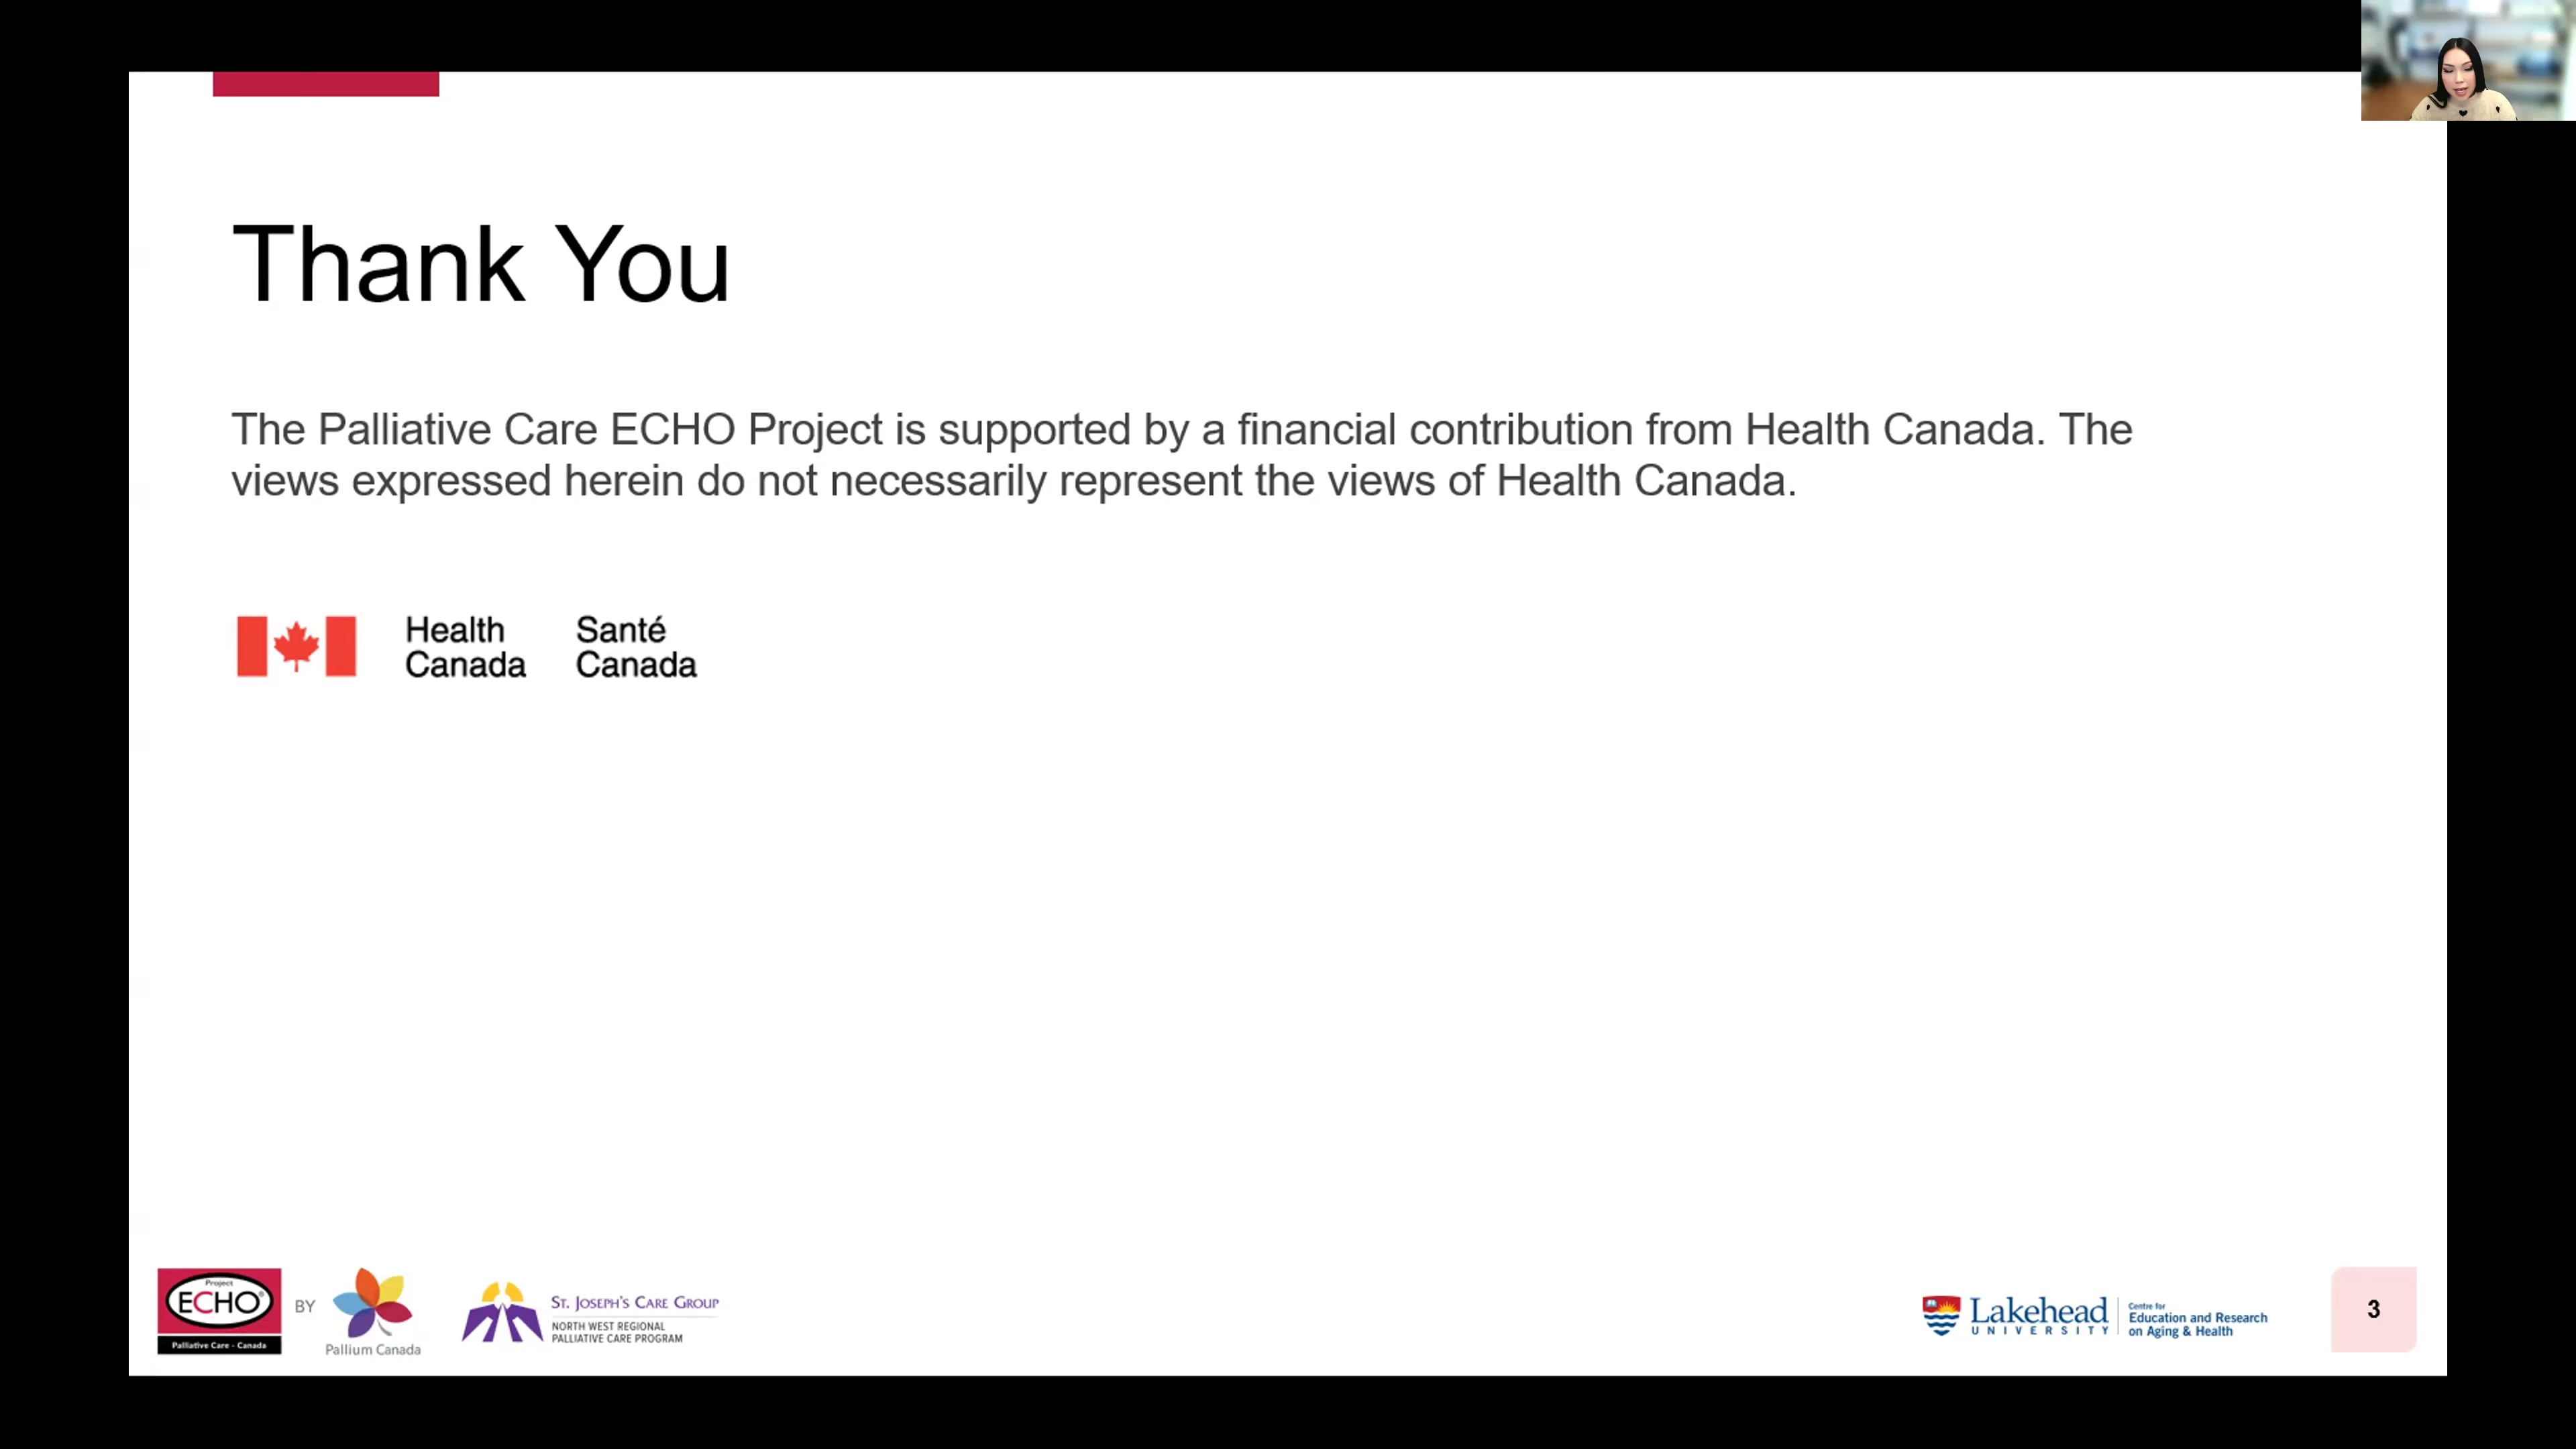 Thank You
The Palliative Care ECHO Project is supported by a financial contribution from Health Canada. The
views expressed herein do not necessarily represent the views of Health Canada.
Health Canada
Santé Canada
Project
ECHO®
Palliative Care - Canada
BY
Pallium Canada
St. Joseph's Care Group
NORTH WEST REGIONAL
PALLIATIVE CARE PROGRAM
Lakehead
UNIVERSITY
Centre for
Education and Research
on Aging & Health
3